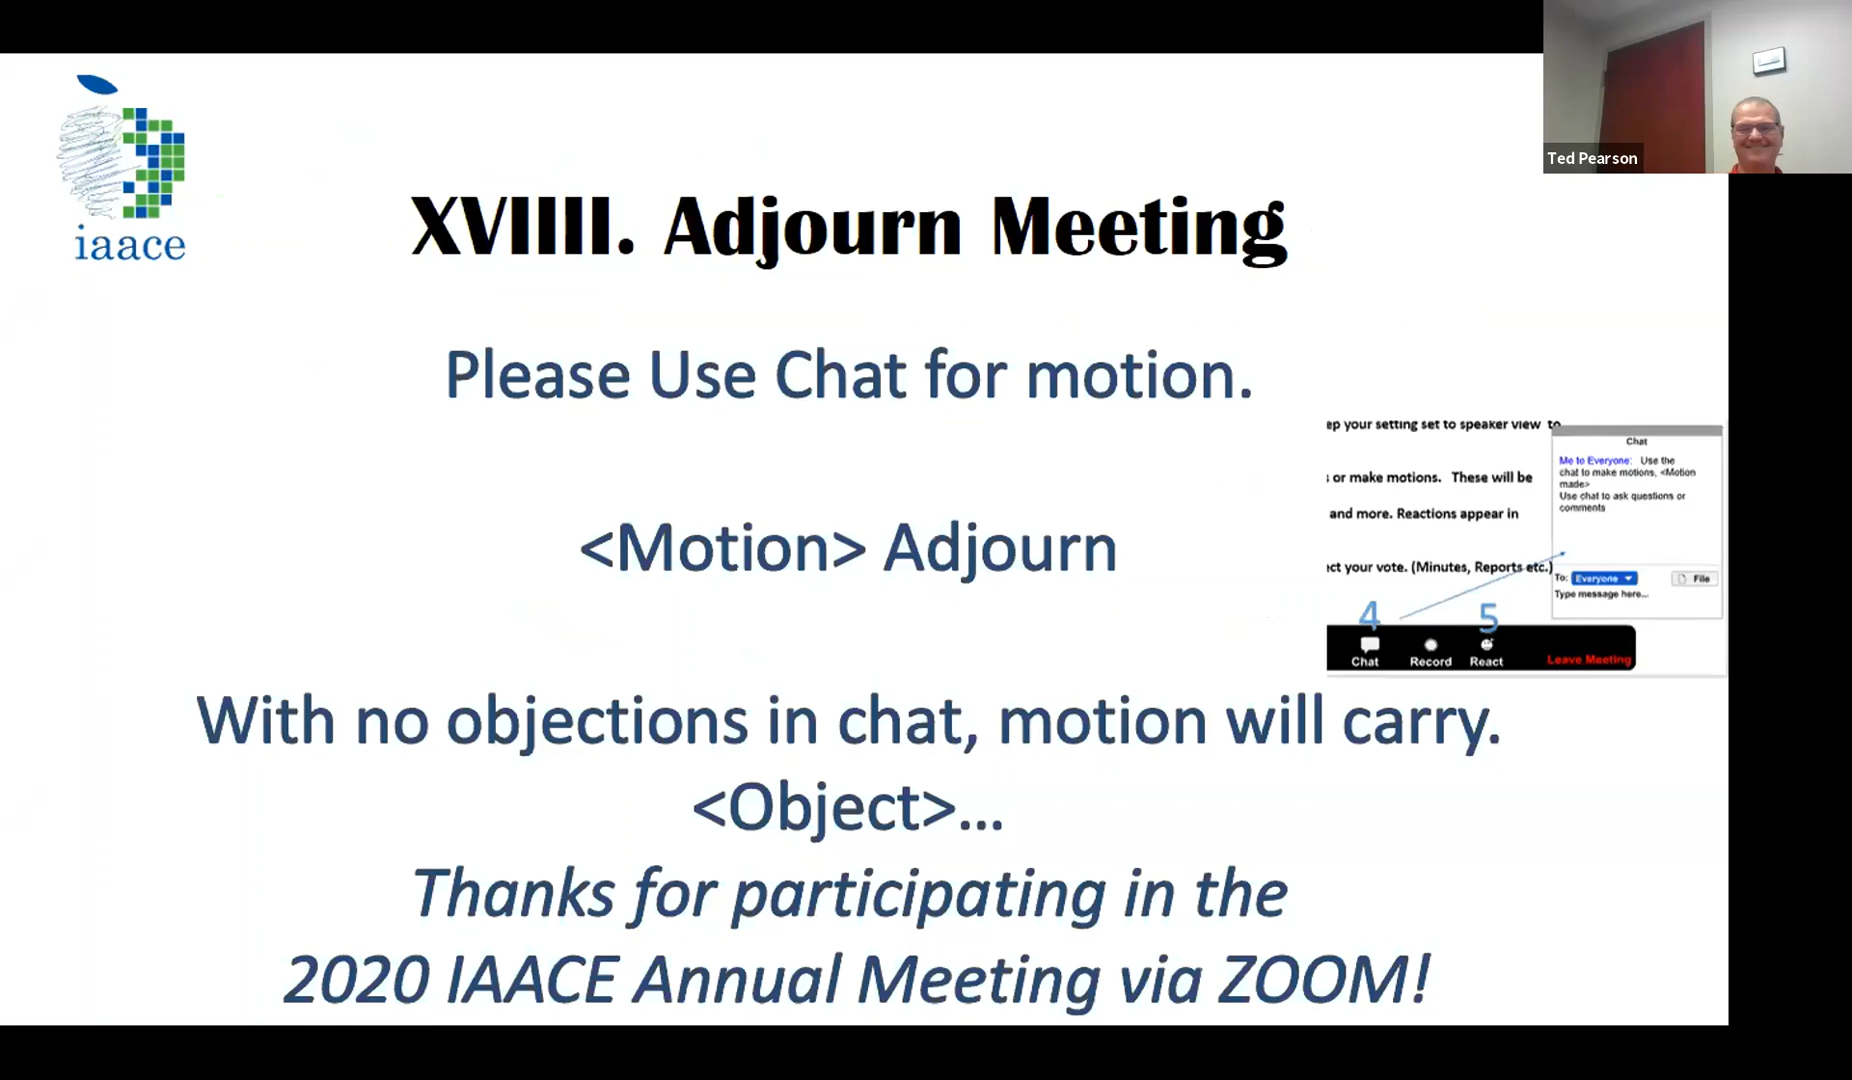 iaace
Ted Pearson
XVIIII. Adjourn Meeting
Please Use Chat for motion.
<Motion> Adjourn
ep your setting set to speaker view to
or make motions. These will be
and more. Reactions appear in
ect your vote. (Minutes, Reports etc.)
Chat
Me to Everyone: Use the
chat to make motions, <Motion
made>
Use chat to ask questions or
comments
To: Everyone File
Type message here...
4 5
Chat Record React Leave Meeting
With no objections in chat, motion will carry.
<Object>...
Thanks for participating in the
2020 IAACE Annual Meeting via ZOOM!